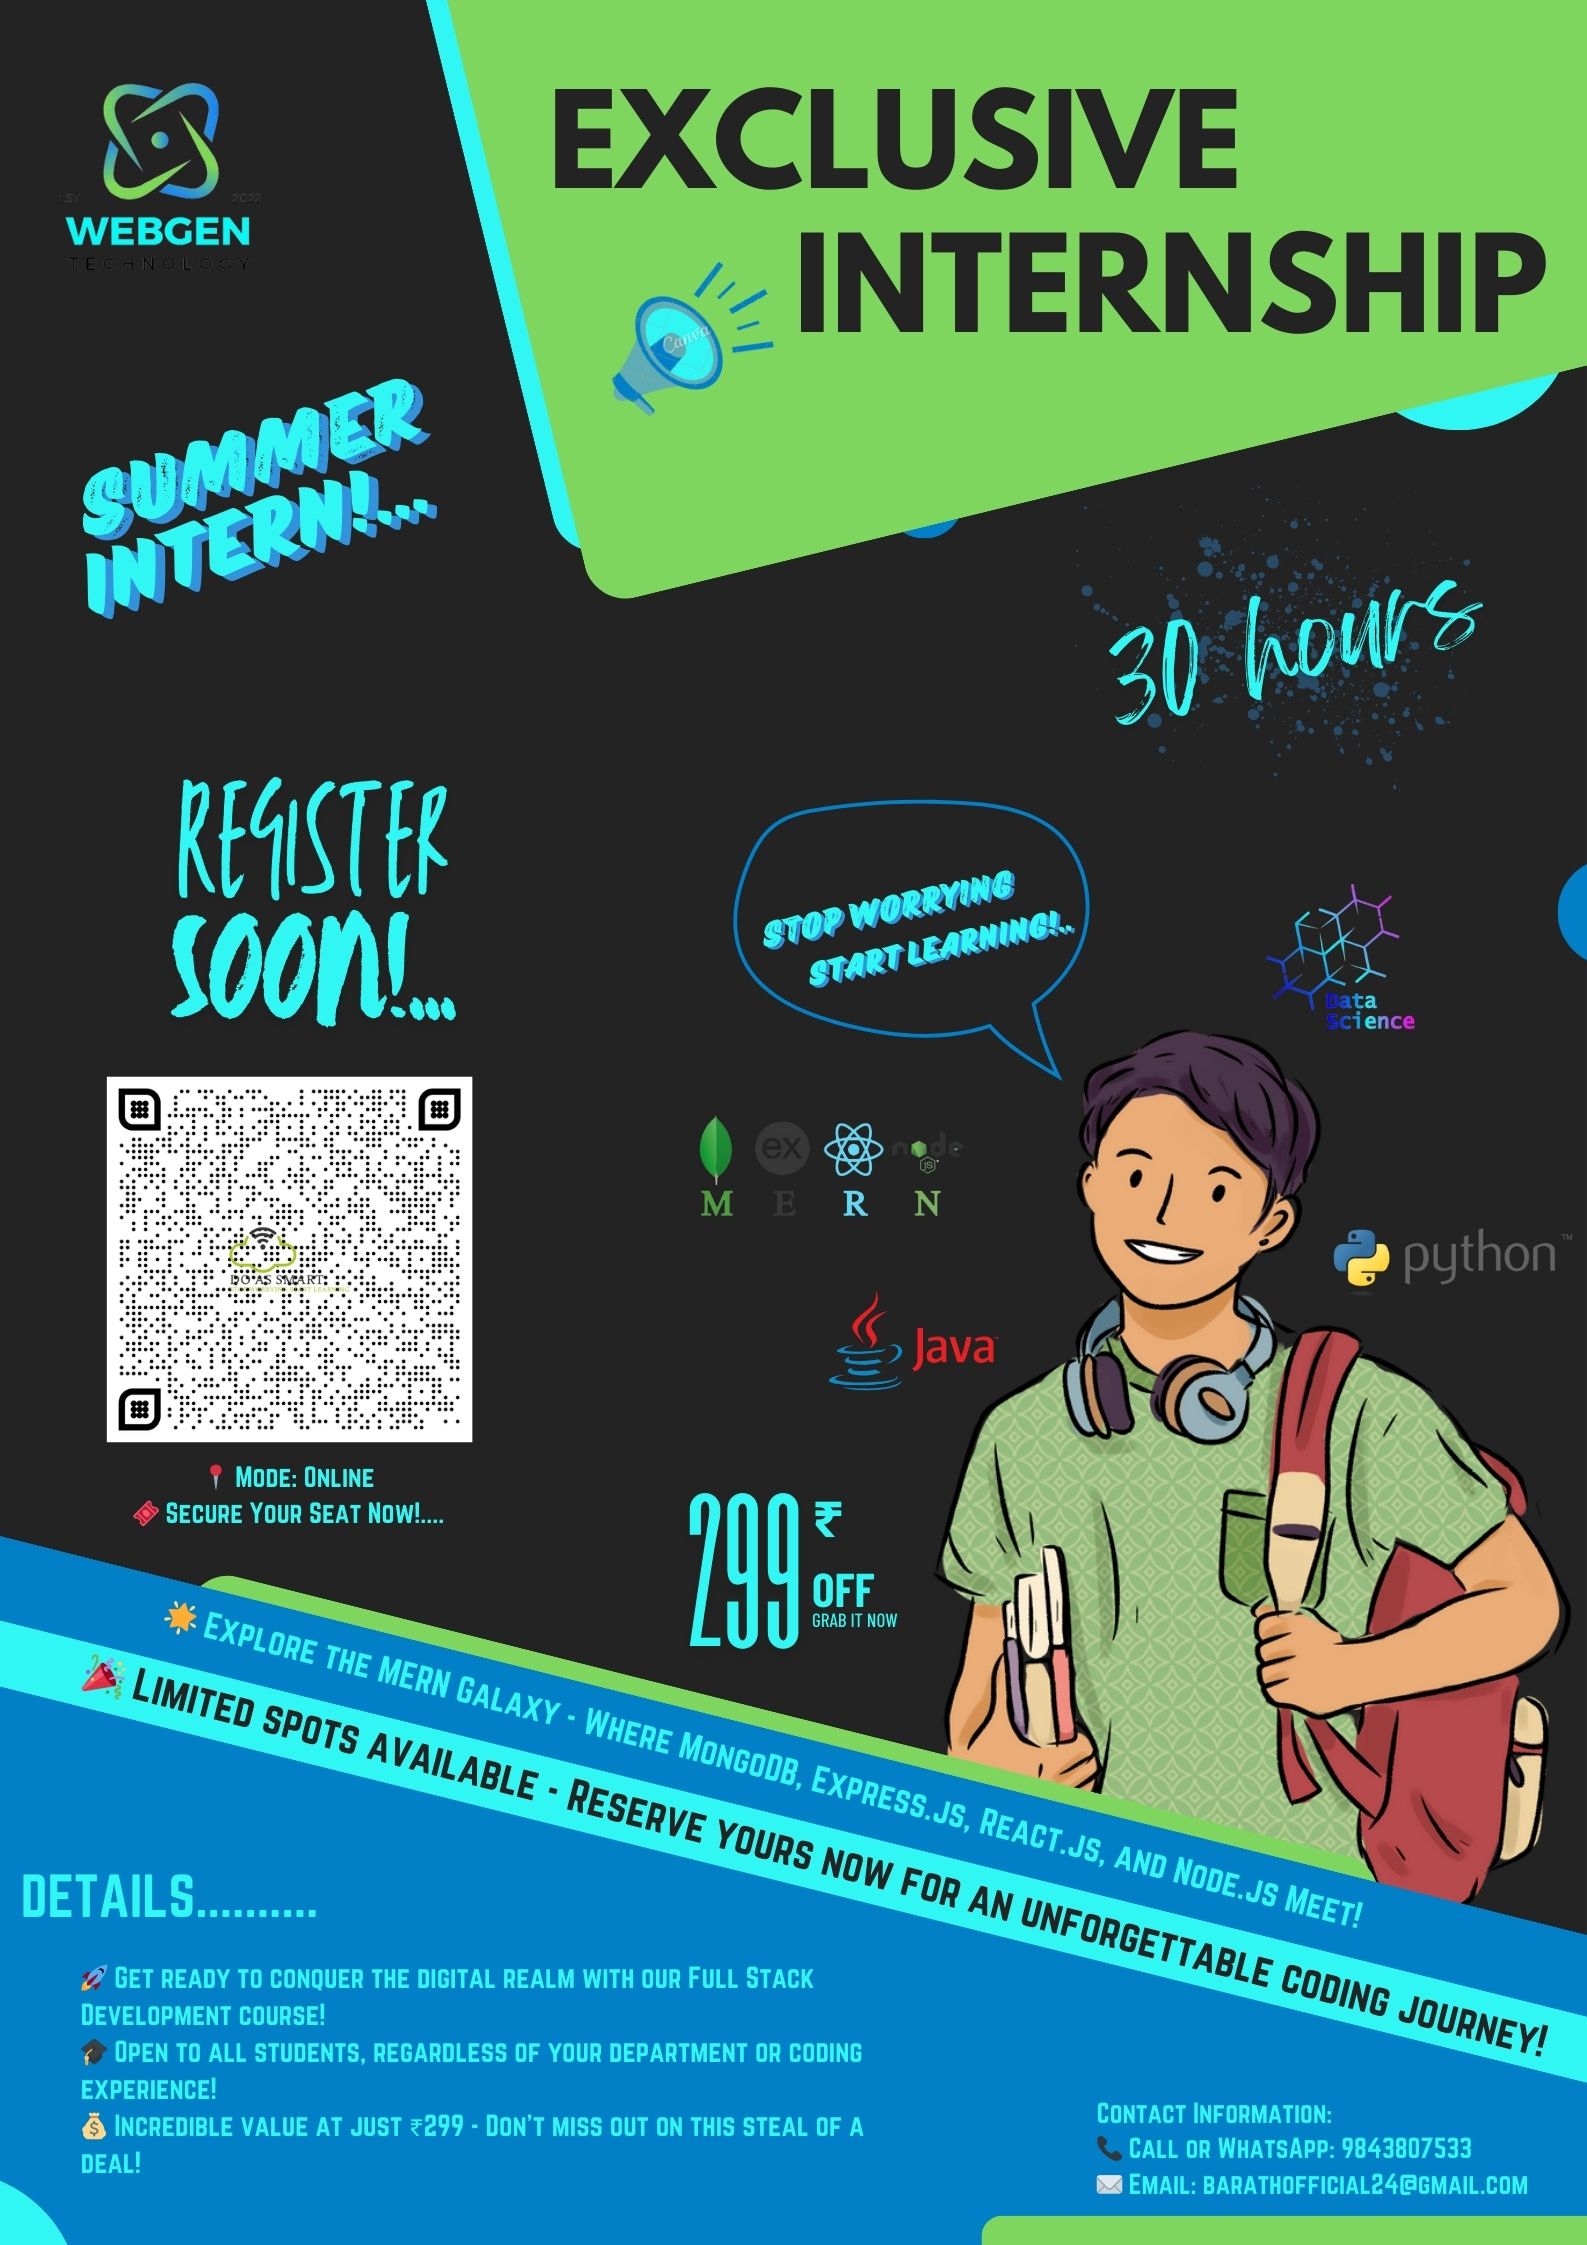 EXCLUSIVE
INTERNSHIP
EST. 2022
WEBGEN
TECHNOLOGY
Canva
SUMMER
INTERN!...
30 hours
REGISTER
SOON!...
STOP WORRYING
START LEARNING!..
Data
Science
ex
node
JS
M E R N
python™
Java
DO AS SMART
📍 MODE: ONLINE
🎟️ SECURE YOUR SEAT NOW!....
299 ₹
OFF
GRAB IT NOW
🌟 EXPLORE THE MERN GALAXY - WHERE MONGODB, EXPRESS.JS, REACT.JS, AND NODE.JS MEET!
🎉 LIMITED SPOTS AVAILABLE - RESERVE YOURS NOW FOR AN UNFORGETTABLE CODING JOURNEY!
DETAILS..........
🚀 GET READY TO CONQUER THE DIGITAL REALM WITH OUR FULL STACK
DEVELOPMENT COURSE!
🎓 OPEN TO ALL STUDENTS, REGARDLESS OF YOUR DEPARTMENT OR CODING
EXPERIENCE!
💰 INCREDIBLE VALUE AT JUST ₹299 - DON'T MISS OUT ON THIS STEAL OF A
DEAL!
CONTACT INFORMATION:
📞 CALL OR WHATSAPP: 9843807533
✉️ EMAIL: BARATHOFFICIAL24@GMAIL.COM